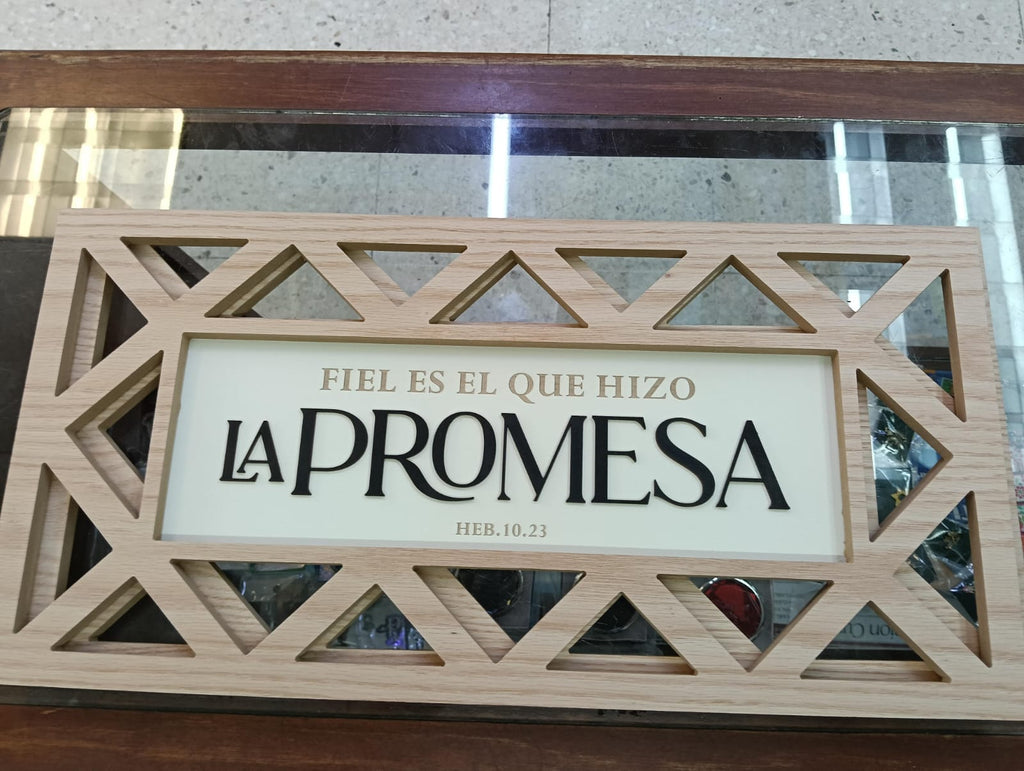 FIEL ES EL QUE HIZO
LA PROMESA
HEB.10.23